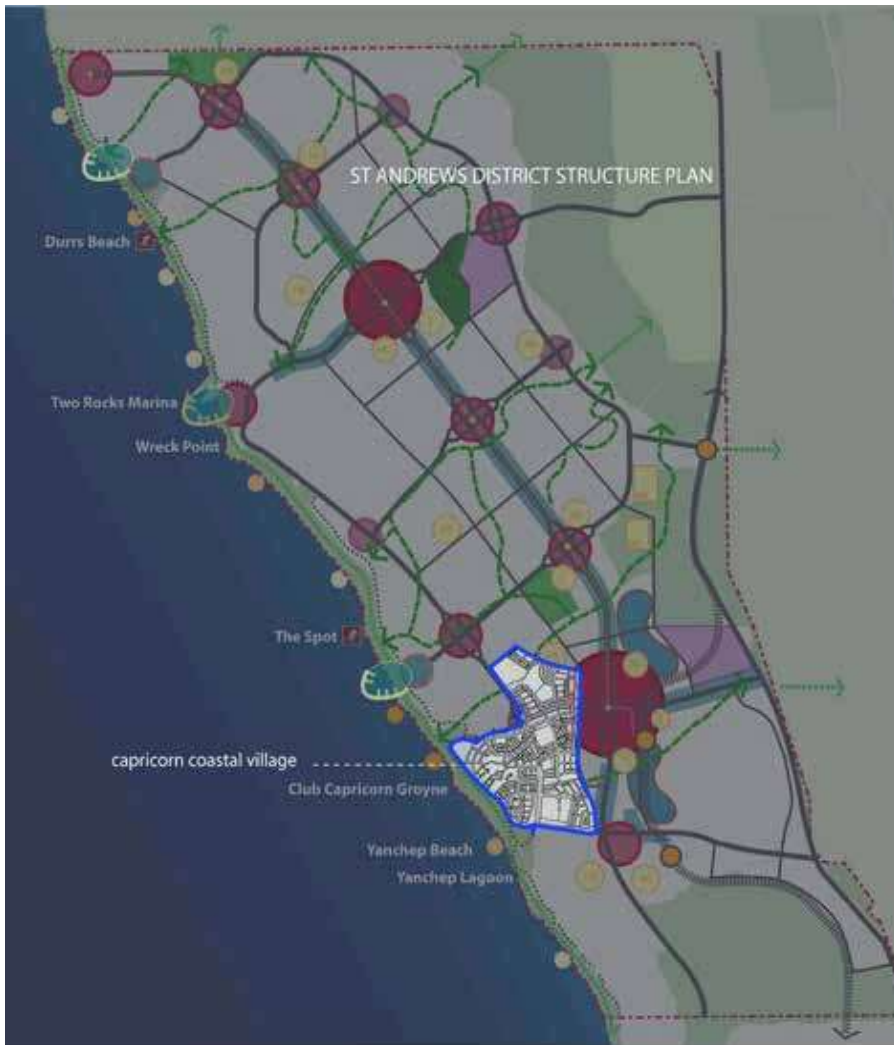 ST ANDREWS DISTRICT STRUCTURE PLAN
Durrs Beach
Two Rocks Marina
Wreck Point
The Spot
capricorn coastal village
Club Capricorn Groyne
Yanchep Beach
Yanchep Lagoon